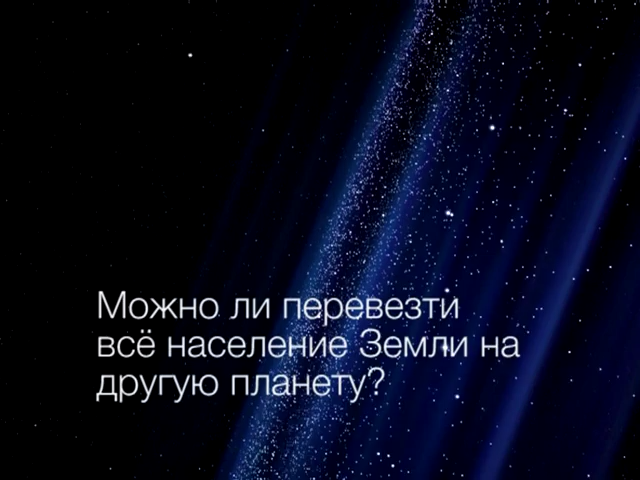 Можно ли перевезти
всё население Земли на
другую планету?